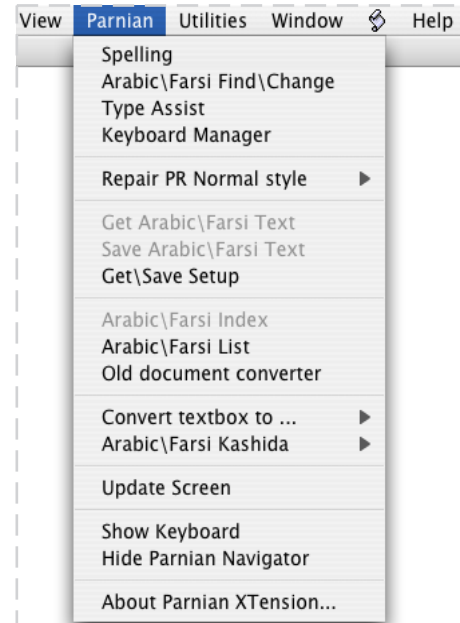 View Parnian Utilities Window Help
Spelling
Arabic\Farsi Find\Change
Type Assist
Keyboard Manager
Repair PR Normal style
Get Arabic\Farsi Text
Save Arabic\Farsi Text
Get\Save Setup
Arabic\Farsi Index
Arabic\Farsi List
Old document converter
Convert textbox to ...
Arabic\Farsi Kashida
Update Screen
Show Keyboard
Hide Parnian Navigator
About Parnian XTension...